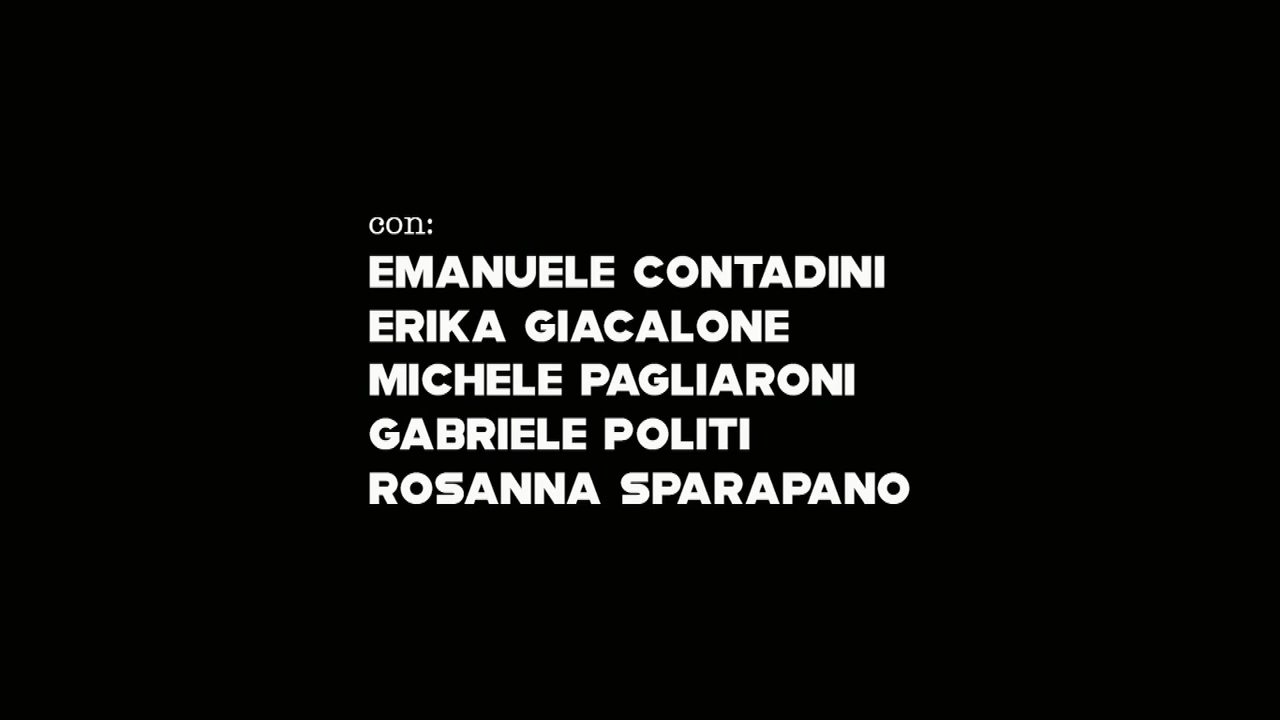 con:
EMANUELE CONTADINI
ERIKA GIACALONE
MICHELE PAGLIARONI
GABRIELE POLITI
ROSANNA SPARAPANO